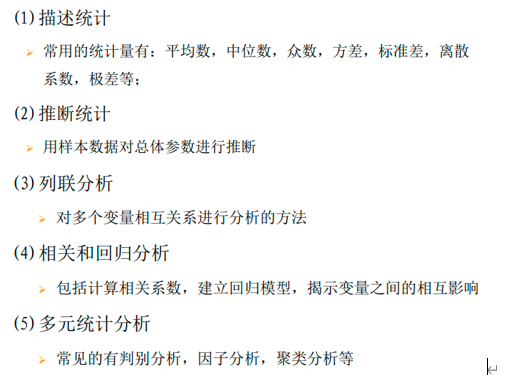 (1) 描述统计
常用的统计量有：平均数，中位数，众数，方差，标准差，离散
系数，极差等；
(2) 推断统计
用样本数据对总体参数进行推断
(3) 列联分析
对多个变量相互关系进行分析的方法
(4) 相关和回归分析
包括计算相关系数，建立回归模型，揭示变量之间的相互影响
(5) 多元统计分析
常见的有判别分析，因子分析，聚类分析等